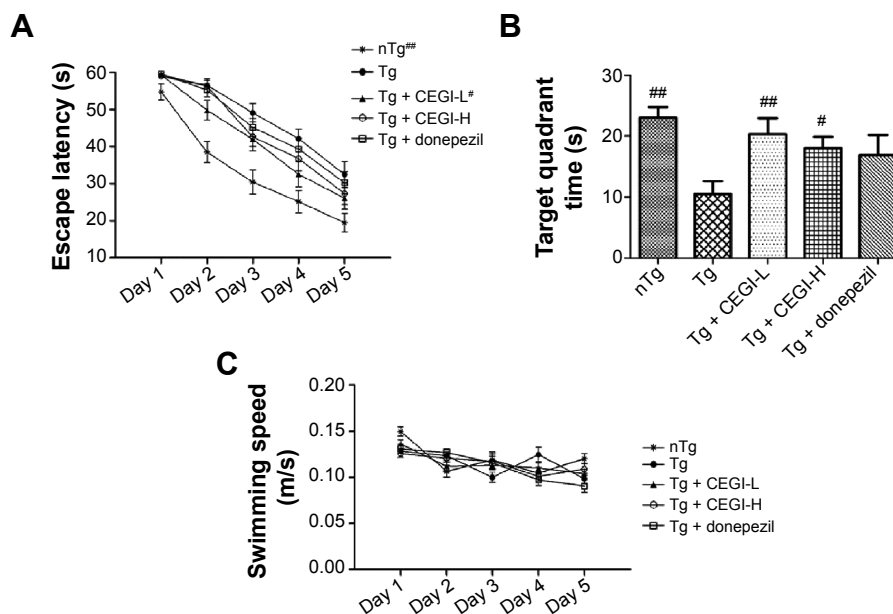 A
Escape latency (s)
60
50
40
30
20
10
Day 1
Day 2
Day 3
Day 4
Day 5
nTg##
Tg
Tg + CEGI-L#
Tg + CEGI-H
Tg + donepezil
B
Target quadrant
time (s)
30
20
10
0
##
##
#
nTg
Tg
Tg + CEGI-L
Tg + CEGI-H
Tg + donepezil
C
Swimming speed
(m/s)
0.20
0.15
0.10
0.05
0.00
Day 1
Day 2
Day 3
Day 4
Day 5
nTg
Tg
Tg + CEGI-L
Tg + CEGI-H
Tg + donepezil